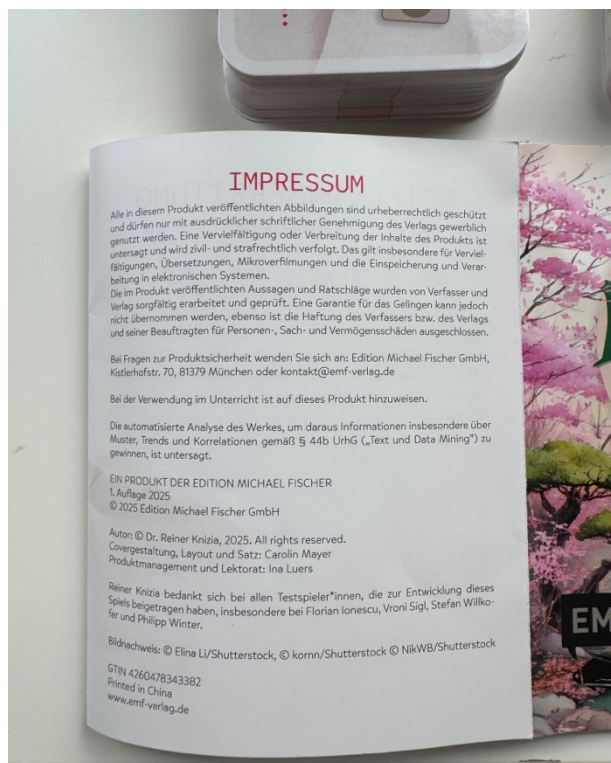 IMPRESSUM
Alle in diesem Produkt veröffentlichten Abbildungen sind urheberrechtlich geschützt
und dürfen nur mit ausdrücklicher schriftlicher Genehmigung des Verlags gewerblich
genutzt werden. Eine Vervielfältigung oder Verbreitung der Inhalte des Produkts ist
untersagt und wird zivil- und strafrechtlich verfolgt. Das gilt insbesondere für Verviel-
fältigungen, Übersetzungen, Mikroverfilmungen und die Einspeicherung und Verar-
beitung in elektronischen Systemen.
Die im Produkt veröffentlichten Aussagen und Ratschläge wurden von Verfasser und
Verlag sorgfältig erarbeitet und geprüft. Eine Garantie für das Gelingen kann jedoch
nicht übernommen werden, ebenso ist die Haftung des Verfassers bzw. des Verlags
und seiner Beauftragten für Personen-, Sach- und Vermögensschäden ausgeschlossen.
Bei Fragen zur Produktsicherheit wenden Sie sich an: Edition Michael Fischer GmbH,
Kistlerhofstr. 70, 81379 München oder kontakt@emf-verlag.de
Bei der Verwendung im Unterricht ist auf dieses Produkt hinzuweisen.
Die automatisierte Analyse des Werkes, um daraus Informationen insbesondere über
Muster, Trends und Korrelationen gemäß § 44b UrhG („Text und Data Mining") zu
gewinnen, ist untersagt.
EIN PRODUKT DER EDITION MICHAEL FISCHER
1. Auflage 2025
© 2025 Edition Michael Fischer GmbH
Autor: © Dr. Reiner Knizia, 2025. All rights reserved.
Covergestaltung, Layout und Satz: Carolin Mayer
Produktmanagement und Lektorat: Ina Luers
Reiner Knizia bedankt sich bei allen Testspieler*innen, die zur Entwicklung dieses
Spiels beigetragen haben, insbesondere bei Florian Ionescu, Vroni Sigl, Stefan Willko-
fer und Philipp Winter.
Bildnachweis: © Elina Li/Shutterstock, © kornn/Shutterstock © NikWB/Shutterstock
GTIN 4260478343382
Printed in China
www.emf-verlag.de
EM